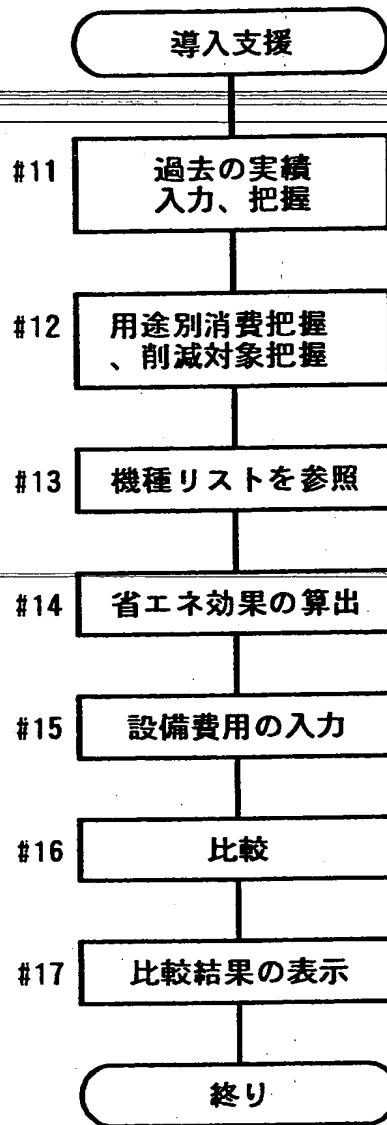 導入支援
#11
過去の実績
入力、把握
#12
用途別消費把握
、削減対象把握
#13
機種リストを参照
#14
省エネ効果の算出
#15
設備費用の入力
#16
比較
#17
比較結果の表示
終り